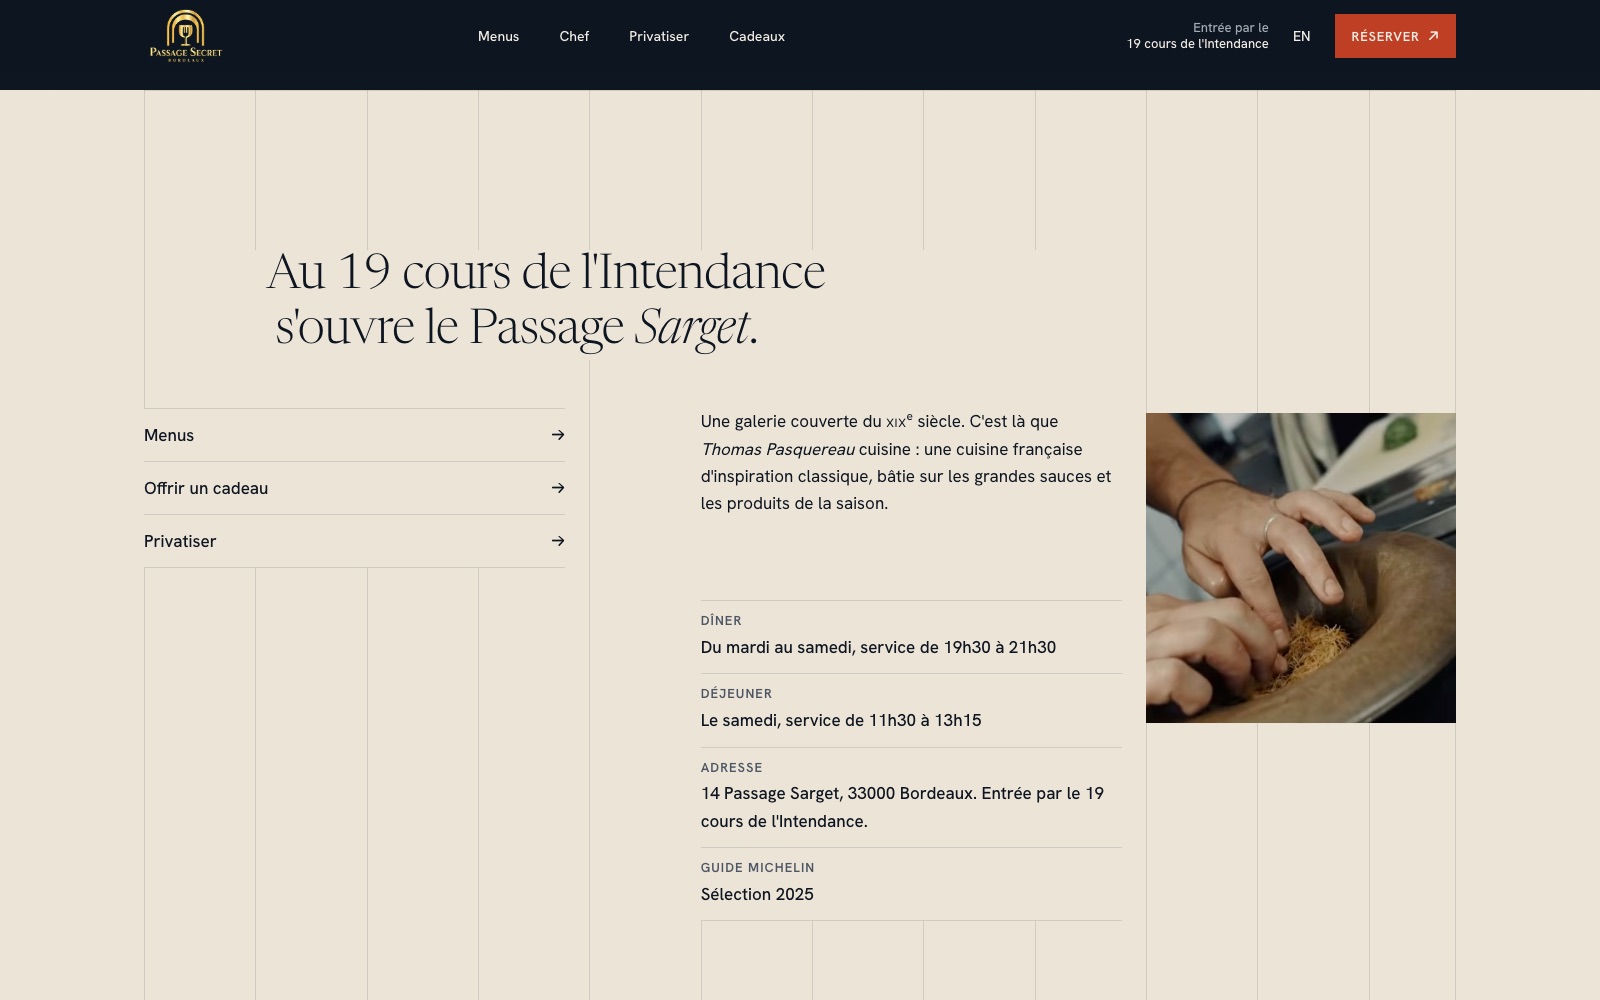 PASSAGE SECRET
BORDEAUX
Menus
Chef
Privatiser
Cadeaux
Entrée par le
19 cours de l'Intendance
EN
RÉSERVER
Au 19 cours de l'Intendance
s'ouvre le Passage Sarget.
Menus
Offrir un cadeau
Privatiser
Une galerie couverte du XIXe siècle. C'est là que
Thomas Pasquereau cuisine : une cuisine française
d'inspiration classique, bâtie sur les grandes sauces et
les produits de la saison.
DÎNER
Du mardi au samedi, service de 19h30 à 21h30
DÉJEUNER
Le samedi, service de 11h30 à 13h15
ADRESSE
14 Passage Sarget, 33000 Bordeaux. Entrée par le 19
cours de l'Intendance.
GUIDE MICHELIN
Sélection 2025